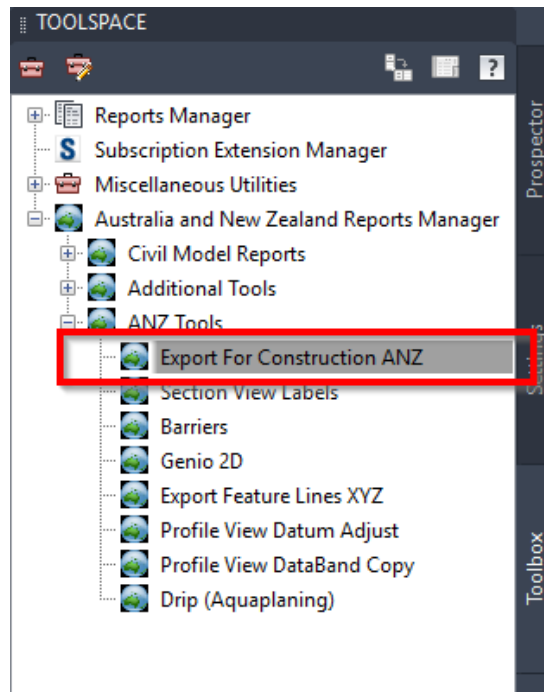 TOOLSPACE
?
Reports Manager
S Subscription Extension Manager
Miscellaneous Utilities
Australia and New Zealand Reports Manager
Civil Model Reports
Additional Tools
ANZ Tools
Export For Construction ANZ
Section View Labels
Barriers
Genio 2D
Export Feature Lines XYZ
Profile View Datum Adjust
Profile View DataBand Copy
Drip (Aquaplaning)
Prospector
Settings
Toolbox